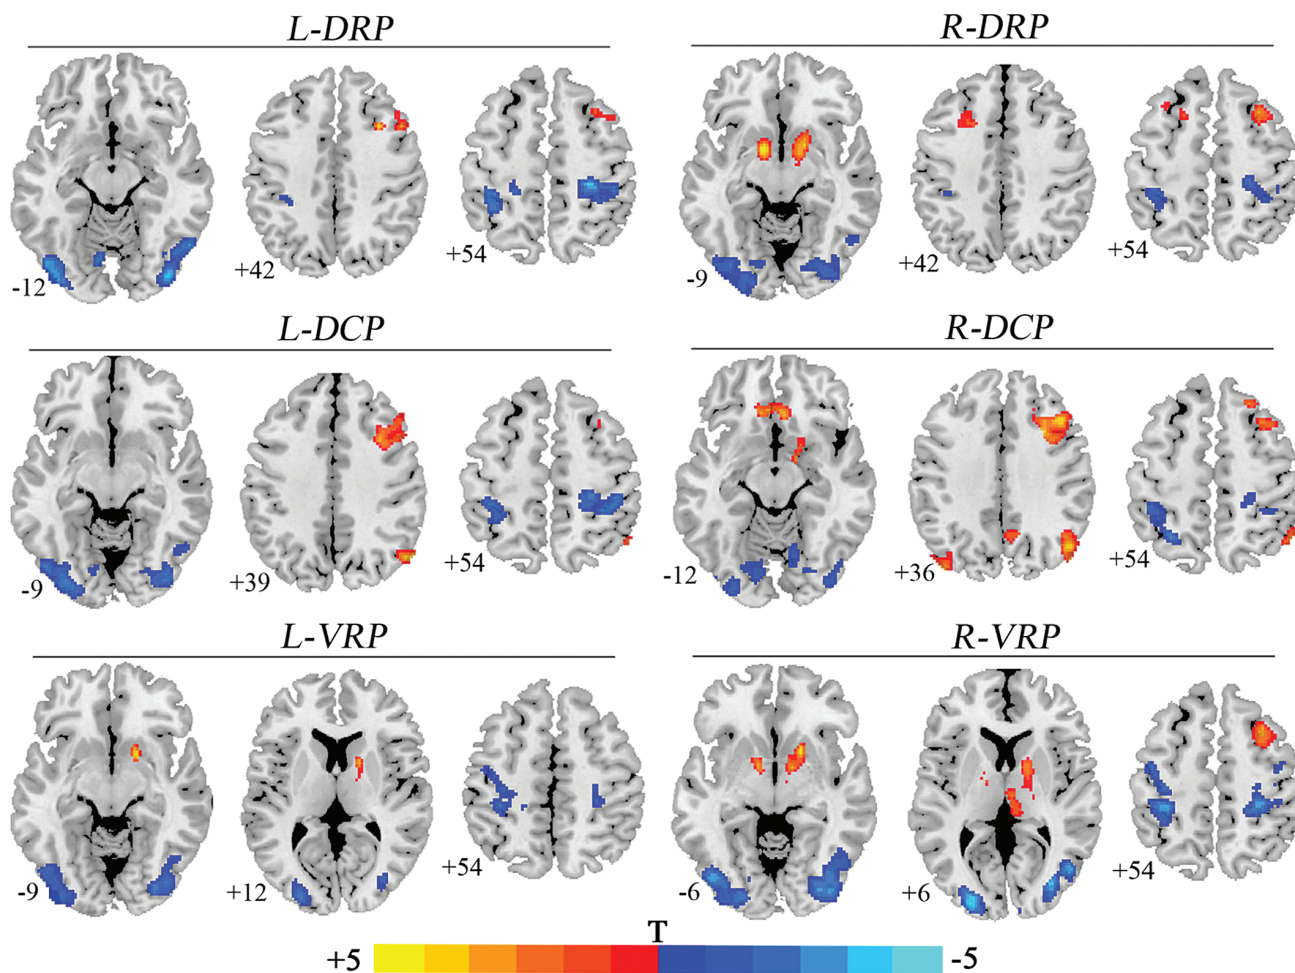 L-DRP
R-DRP
-12
+42
+54
-9
+42
+54
L-DCP
R-DCP
-9
+39
+54
-12
+36
+54
L-VRP
R-VRP
-9
+12
+54
-6
+6
+54
T
+5
-5